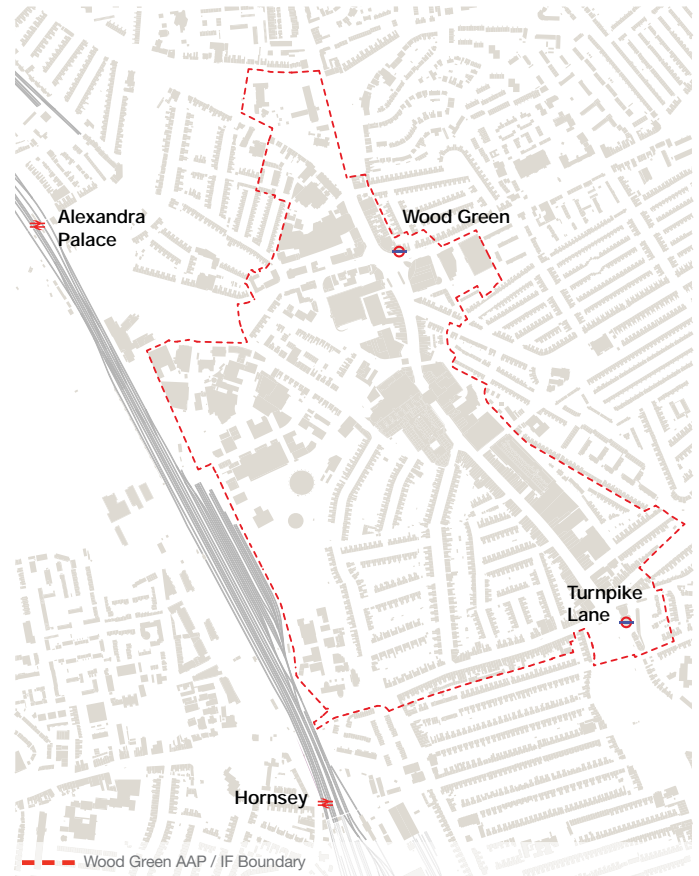 Alexandra
Palace
Wood Green
Turnpike
Lane
Hornsey
Wood Green AAP / IF Boundary